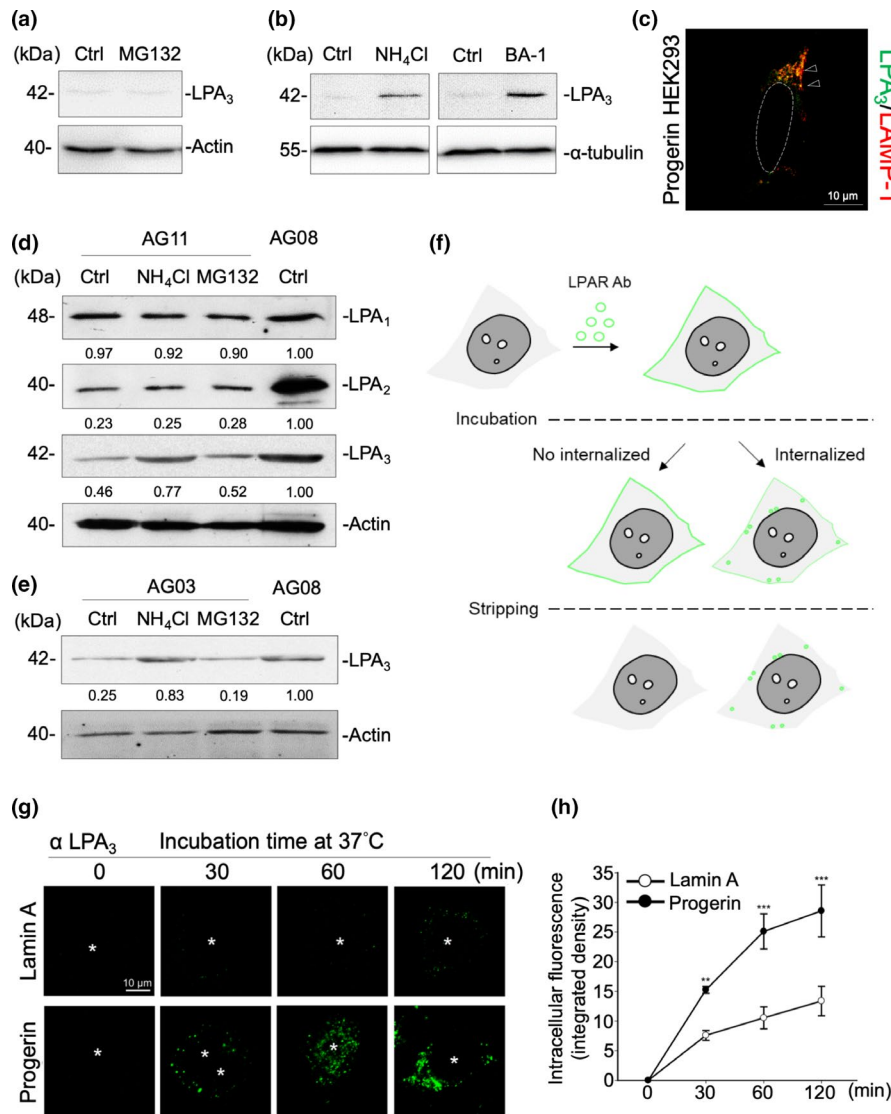 (a)
(kDa) Ctrl MG132
42- -LPA3
40- -Actin
(b)
(kDa) Ctrl NH4Cl Ctrl BA-1
42- -LPA3
55- -α-tubulin
(c)
Progerin HEK293
LPA3/LAMP-1
10 μm
(d)
AG11 AG08
(kDa) Ctrl NH4Cl MG132 Ctrl
48- -LPA1
0.97 0.92 0.90 1.00
40- -LPA2
0.23 0.25 0.28 1.00
42- -LPA3
0.46 0.77 0.52 1.00
40- -Actin
(e)
AG03 AG08
(kDa) Ctrl NH4Cl MG132 Ctrl
42- -LPA3
0.25 0.83 0.19 1.00
40- -Actin
(f)
LPAR Ab
Incubation
No internalized Internalized
Stripping
(g)
α LPA3 Incubation time at 37°C
0 30 60 120 (min)
Lamin A
* * * *
10 μm
Progerin
* * * * *
(h)
Intracellular fluorescence
(integrated density)
35
30
25
20
15
10
5
0
Lamin A
Progerin
** *** ***
0 30 60 120 (min)